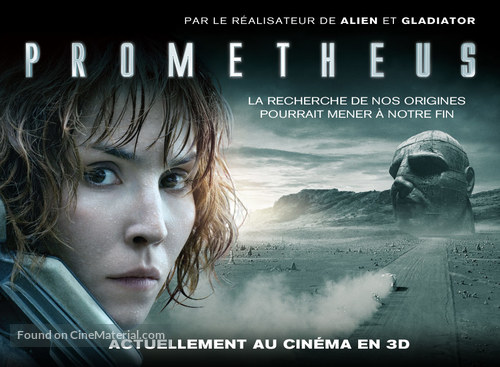 PAR LE RÉALISATEUR DE ALIEN ET GLADIATOR
PROMETHEUS
LA RECHERCHE DE NOS ORIGINES
POURRAIT MENER À NOTRE FIN
Found on CineMaterial.com
ACTUELLEMENT AU CINÉMA EN 3D